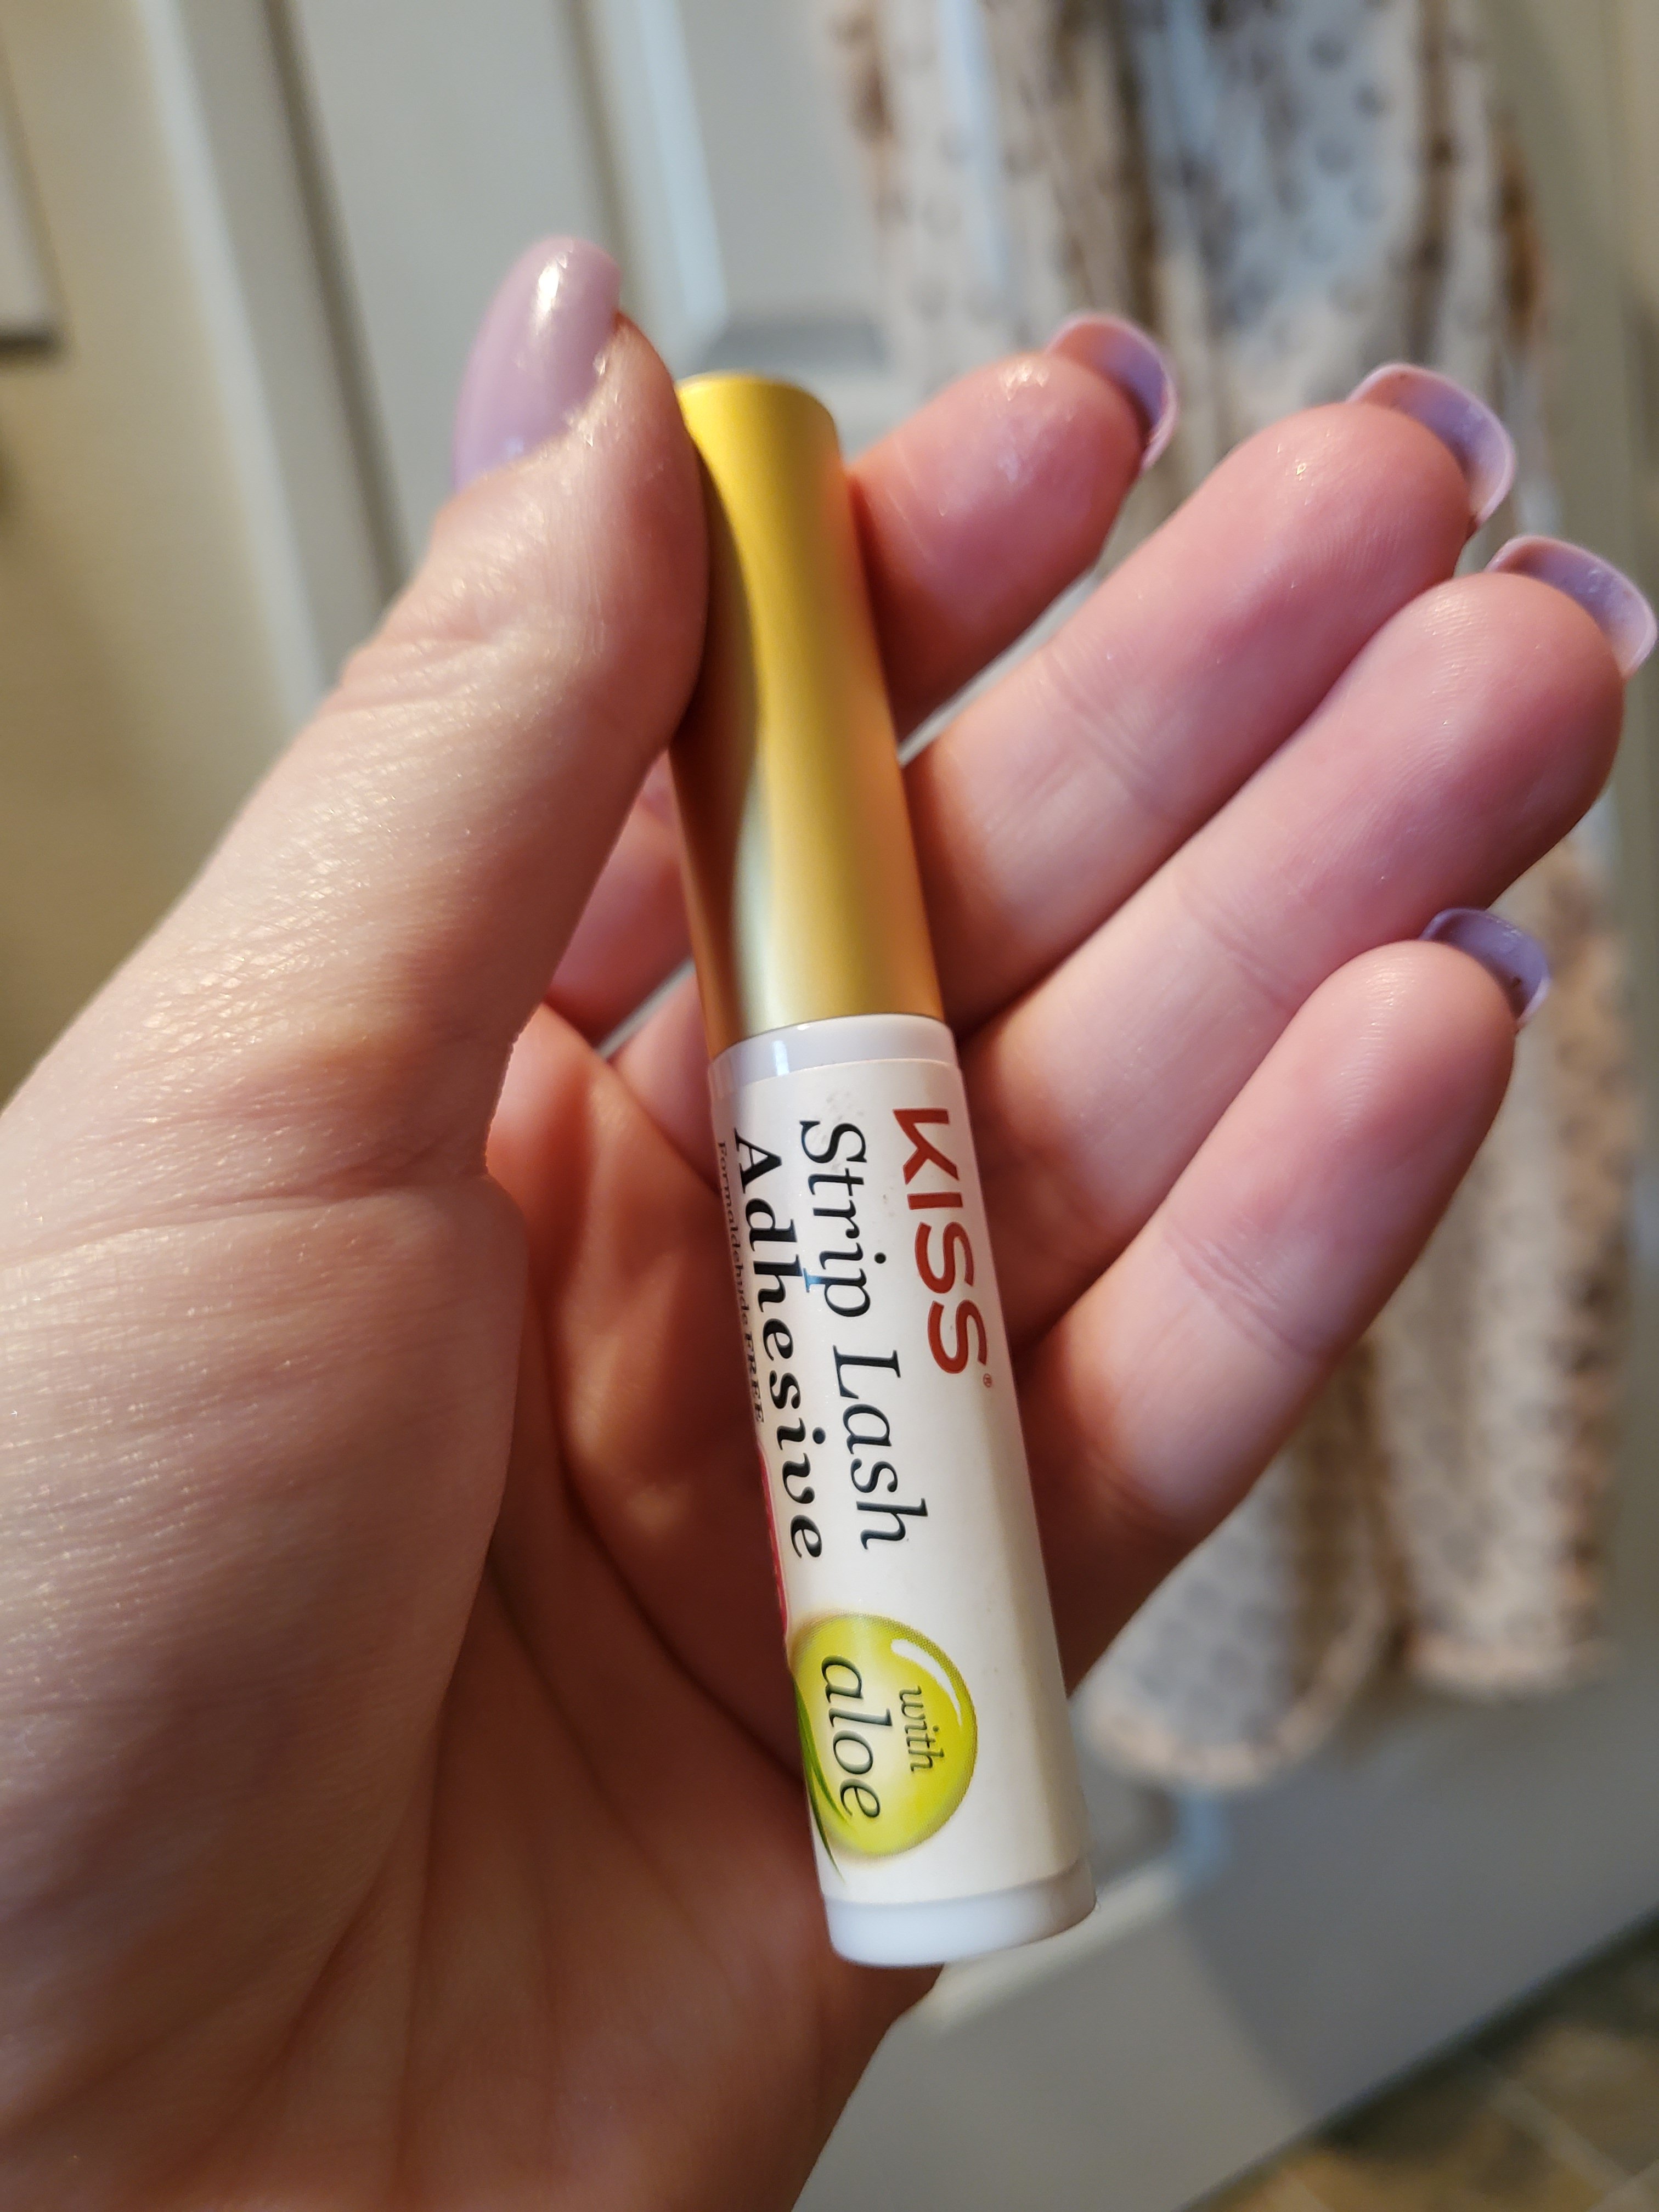 KISS®
Strip Lash
Adhesive
Formaldehyde FREE
with
aloe